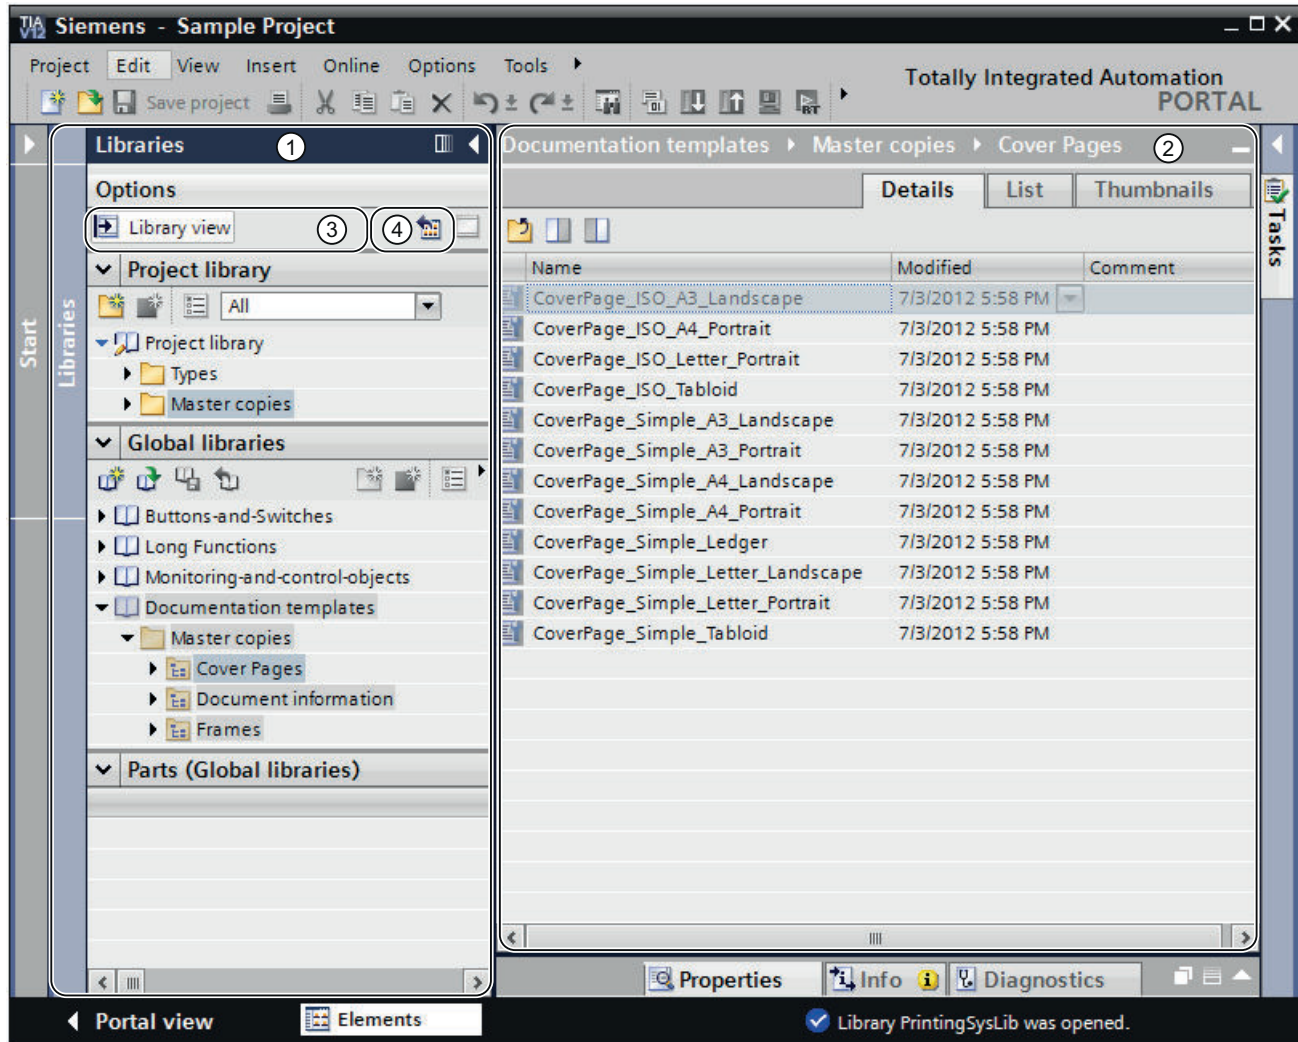 TIA V12 Siemens - Sample Project
Project Edit View Insert Online Options Tools
Totally Integrated Automation
PORTAL
Save project
Libraries
1
Documentation templates Master copies Cover Pages
2
Options
Details List Thumbnails
Library view
3
4
Tasks
Start
Libraries
Project library
All
Project library
Types
Master copies
Global libraries
Buttons-and-Switches
Long Functions
Monitoring-and-control-objects
Documentation templates
Master copies
Cover Pages
Document information
Frames
Parts (Global libraries)
Name Modified Comment
CoverPage_ISO_A3_Landscape 7/3/2012 5:58 PM
CoverPage_ISO_A4_Portrait 7/3/2012 5:58 PM
CoverPage_ISO_Letter_Portrait 7/3/2012 5:58 PM
CoverPage_ISO_Tabloid 7/3/2012 5:58 PM
CoverPage_Simple_A3_Landscape 7/3/2012 5:58 PM
CoverPage_Simple_A3_Portrait 7/3/2012 5:58 PM
CoverPage_Simple_A4_Landscape 7/3/2012 5:58 PM
CoverPage_Simple_A4_Portrait 7/3/2012 5:58 PM
CoverPage_Simple_Ledger 7/3/2012 5:58 PM
CoverPage_Simple_Letter_Landscape 7/3/2012 5:58 PM
CoverPage_Simple_Letter_Portrait 7/3/2012 5:58 PM
CoverPage_Simple_Tabloid 7/3/2012 5:58 PM
Properties Info Diagnostics
Portal view
Elements
Library PrintingSysLib was opened.